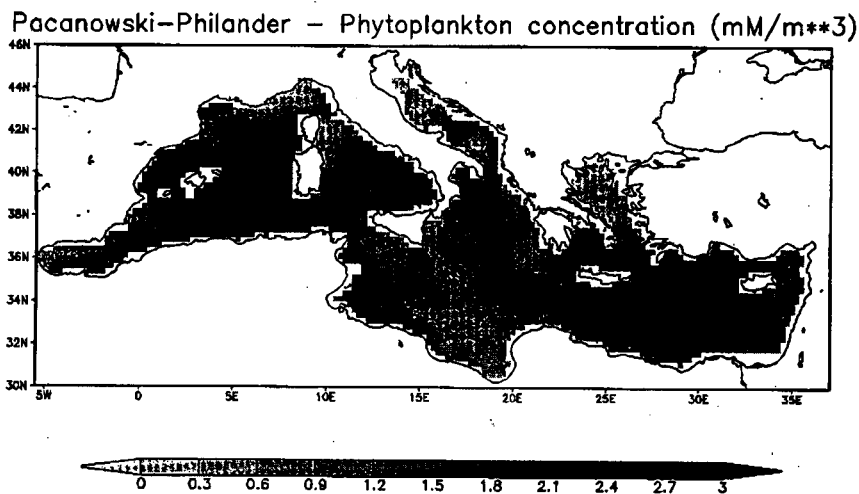 Pacanowski-Philander - Phytoplankton concentration (mM/m**3)
46N
44N
42N
40N
38N
36N
34N
32N
30N
5W 0 5E 10E 15E 20E 25E 30E 35E
0 0.3 0.6 0.9 1.2 1.5 1.8 2.1 2.4 2.7 3